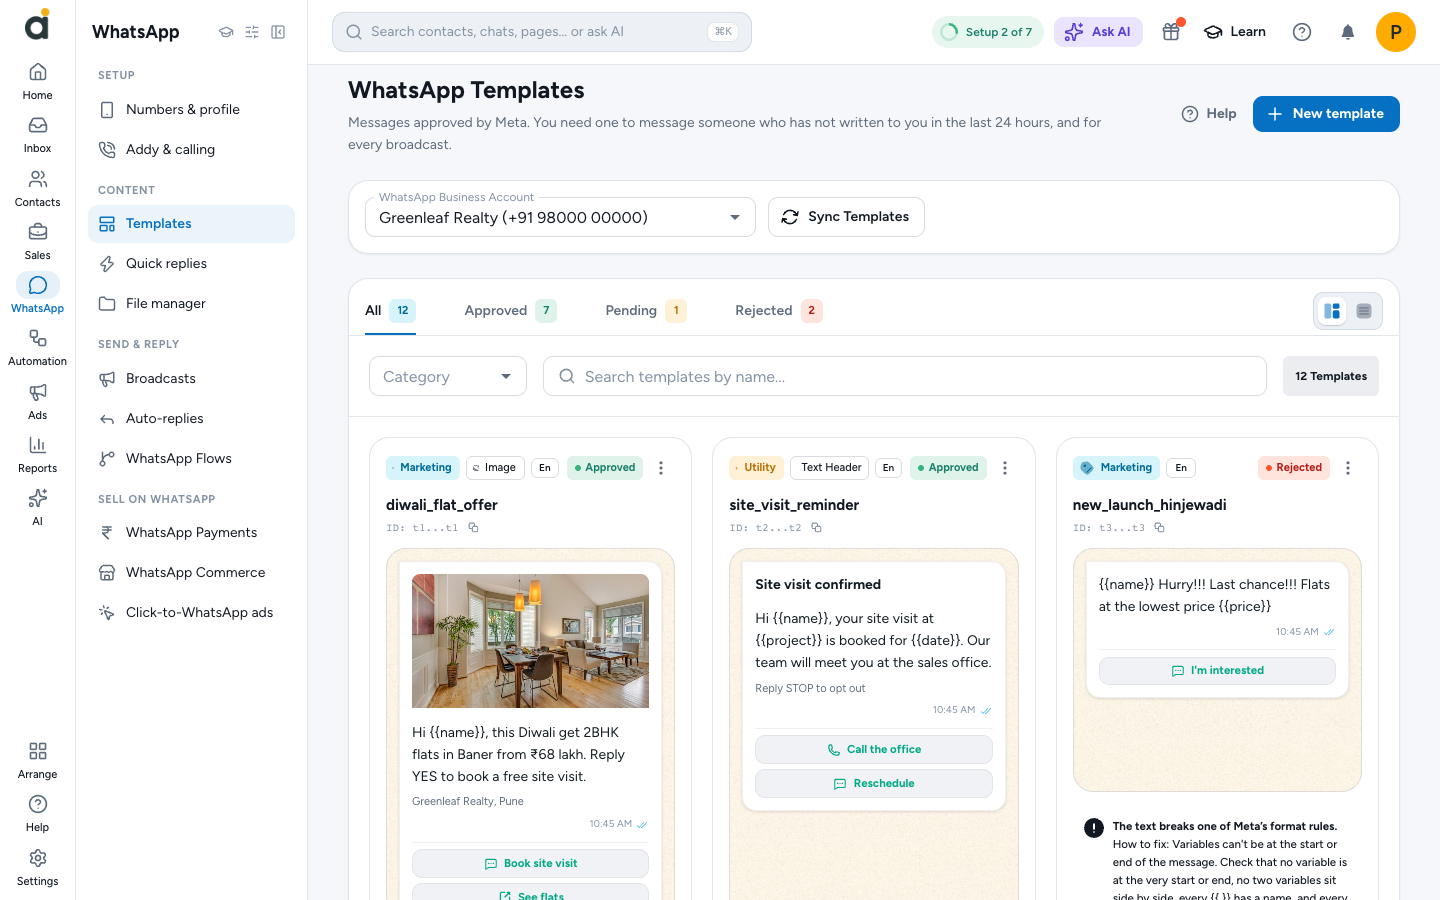 WhatsApp
Search contacts, chats, pages... or ask AI
⌘K
Setup 2 of 7
Ask AI
Learn
P
Home
Inbox
Contacts
Sales
WhatsApp
Automation
Ads
Reports
AI
Arrange
Help
Settings
SETUP
Numbers & profile
Addy & calling
CONTENT
Templates
Quick replies
File manager
SEND & REPLY
Broadcasts
Auto-replies
WhatsApp Flows
SELL ON WHATSAPP
WhatsApp Payments
WhatsApp Commerce
Click-to-WhatsApp ads
WhatsApp Templates
Messages approved by Meta. You need one to message someone who has not written to you in the last 24 hours, and for
every broadcast.
Help
New template
WhatsApp Business Account
Greenleaf Realty (+91 98000 00000)
Sync Templates
All 12
Approved 7
Pending 1
Rejected 2
Category
Search templates by name...
12 Templates
Marketing
Image
En
Approved
diwali_flat_offer
ID: t1...t1
Hi {{name}}, this Diwali get 2BHK
flats in Baner from ₹68 lakh. Reply
YES to book a free site visit.
Greenleaf Realty, Pune
10:45 AM
Book site visit
See flats
Utility
Text Header
En
Approved
site_visit_reminder
ID: t2...t2
Site visit confirmed
Hi {{name}}, your site visit at
{{project}} is booked for {{date}}. Our
team will meet you at the sales office.
Reply STOP to opt out
10:45 AM
Call the office
Reschedule
Marketing
En
Rejected
new_launch_hinjewadi
ID: t3...t3
{{name}} Hurry!!! Last chance!!! Flats
at the lowest price {{price}}
10:45 AM
I'm interested
The text breaks one of Meta's format rules.
How to fix: Variables can't be at the start or
end of the message. Check that no variable is
at the very start or end, no two variables sit
side by side, every {{ }} has a name, and every